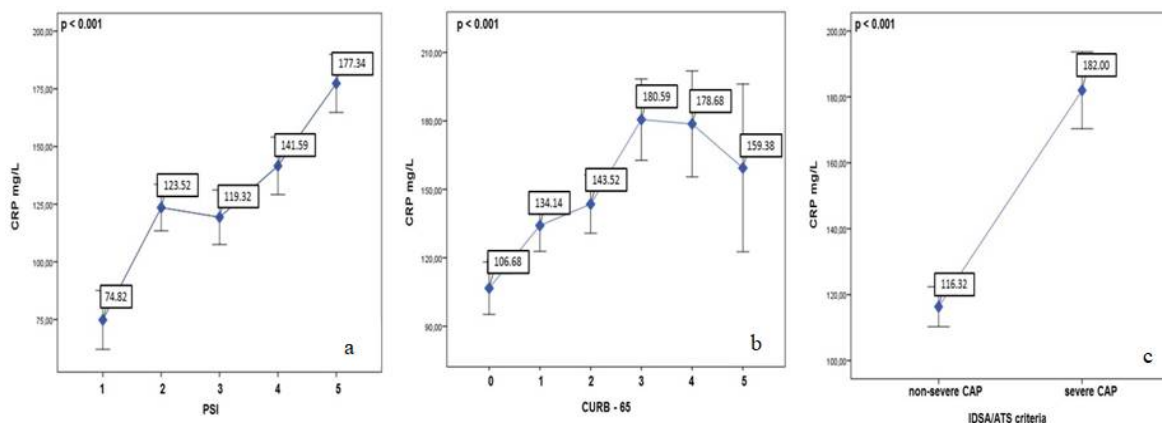 p < 0.001
200,00
175,00
150,00
125,00
100,00
75,00
CRP mg/L
74.82
123.52
119.32
141.59
177.34
1 2 3 4 5
PSI
a
p < 0.001
210,00
180,00
150,00
120,00
90,00
CRP mg/L
106.68
134.14
143.52
180.59
178.68
159.38
0 1 2 3 4 5
CURB - 65
b
p < 0.001
200,00
180,00
160,00
140,00
120,00
100,00
CRP mg/L
116.32
182.00
non-severe CAP severe CAP
IDSA/ATS criteria
c